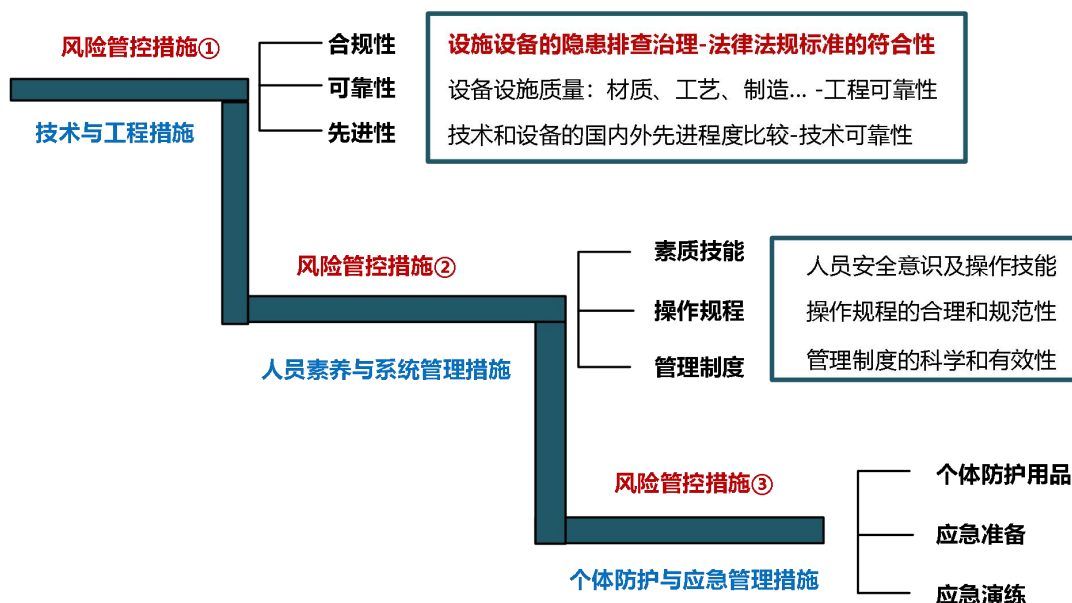 风险管控措施①
技术与工程措施
合规性
可靠性
先进性
设施设备的隐患排查治理-法律法规标准的符合性
设备设施质量：材质、工艺、制造... -工程可靠性
技术和设备的国内外先进程度比较-技术可靠性
风险管控措施②
人员素养与系统管理措施
素质技能
操作规程
管理制度
人员安全意识及操作技能
操作规程的合理和规范性
管理制度的科学和有效性
风险管控措施③
个体防护与应急管理措施
个体防护用品
应急准备
应急演练